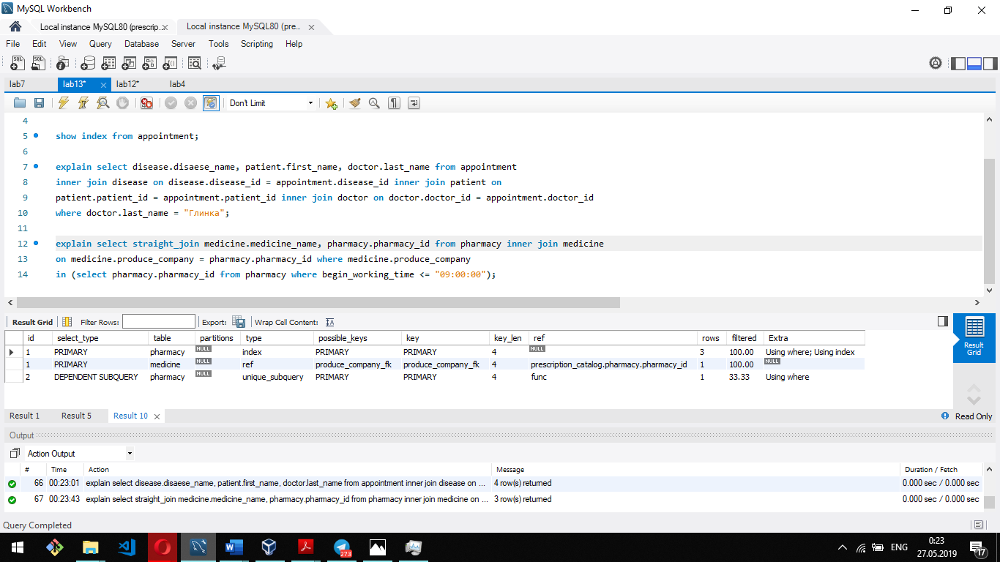 MySQL Workbench
Local instance MySQL80 (prescrip... Local instance MySQL80 (pre...
File Edit View Query Database Server Tools Scripting Help
lab7 lab13* lab12* lab4
Don't Limit
4
5 show index from appointment;
6
7 explain select disease.disaese_name, patient.first_name, doctor.last_name from appointment
8 inner join disease on disease.disease_id = appointment.disease_id inner join patient on
9 patient.patient_id = appointment.patient_id inner join doctor on doctor.doctor_id = appointment.doctor_id
10 where doctor.last_name = "Глинка";
11
12 explain select straight_join medicine.medicine_name, pharmacy.pharmacy_id from pharmacy inner join medicine
13 on medicine.produce_company = pharmacy.pharmacy_id where medicine.produce_company
14 in (select pharmacy.pharmacy_id from pharmacy where begin_working_time <= "09:00:00");
Result Grid Filter Rows: Export: Wrap Cell Content:
id select_type table partitions type possible_keys key key_len ref rows filtered Extra
1 PRIMARY pharmacy NULL index PRIMARY PRIMARY 4 NULL 3 100.00 Using where; Using index
1 PRIMARY medicine NULL ref produce_company_fk produce_company_fk 4 prescription_catalog.pharmacy.pharmacy_id 1 100.00 NULL
2 DEPENDENT SUBQUERY pharmacy NULL unique_subquery PRIMARY PRIMARY 4 func 1 33.33 Using where
Result Grid
Result 1 Result 5 Result 10 Read Only
Output
Action Output
# Time Action Message Duration / Fetch
66 00:23:01 explain select disease.disaese_name, patient.first_name, doctor.last_name from appointment inner join disease on ... 4 row(s) returned 0.000 sec / 0.000 sec
67 00:23:43 explain select straight_join medicine.medicine_name, pharmacy.pharmacy_id from pharmacy inner join medicine on ... 3 row(s) returned 0.000 sec / 0.000 sec
Query Completed
273 ENG 0:23 27.05.2019 17